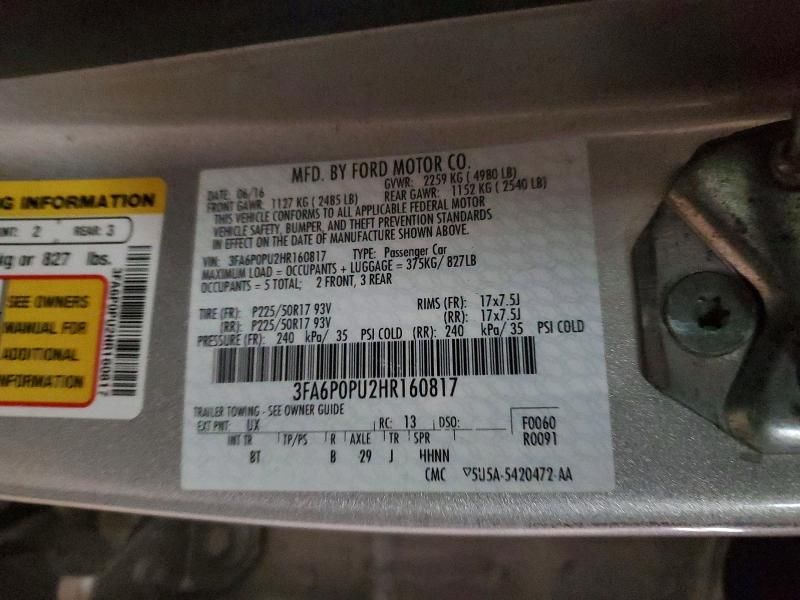 MFD. BY FORD MOTOR CO.
DATE: 06/16 GVWR: 2259 KG ( 4980 LB)
FRONT GAWR: 1127 KG ( 2485 LB) REAR GAWR: 1152 KG ( 2540 LB)
THIS VEHICLE CONFORMS TO ALL APPLICABLE FEDERAL MOTOR
VEHICLE SAFETY, BUMPER, AND THEFT PREVENTION STANDARDS
IN EFFECT ON THE DATE OF MANUFACTURE SHOWN ABOVE.
VIN: 3FA6P0PU2HR160817 TYPE: Passenger Car
MAXIMUM LOAD = OCCUPANTS + LUGGAGE = 375KG/ 827LB
OCCUPANTS = 5 TOTAL; 2 FRONT, 3 REAR
TIRE (FR): P225/50R17 93V RIMS (FR): 17x7.5J
(RR): P225/50R17 93V (RR): 17x7.5J
PRESSURE (FR): 240 kPa/ 35 PSI COLD (RR): 240 kPa/ 35 PSI COLD
3FA6P0PU2HR160817
TRAILER TOWING - SEE OWNER GUIDE
EXT PNT: UX RC: 13 DSO: F0060
R0091
INT TR TP/PS R AXLE TR SPR
BT B 29 J HHNN
CMC ▽5U5A-5420472-AA
G INFORMATION
2 REAR: 3
kg or 827 lbs.
SEE OWNERS
MANUAL FOR
ADDITIONAL
INFORMATION
3FA6P0PU2HR160817